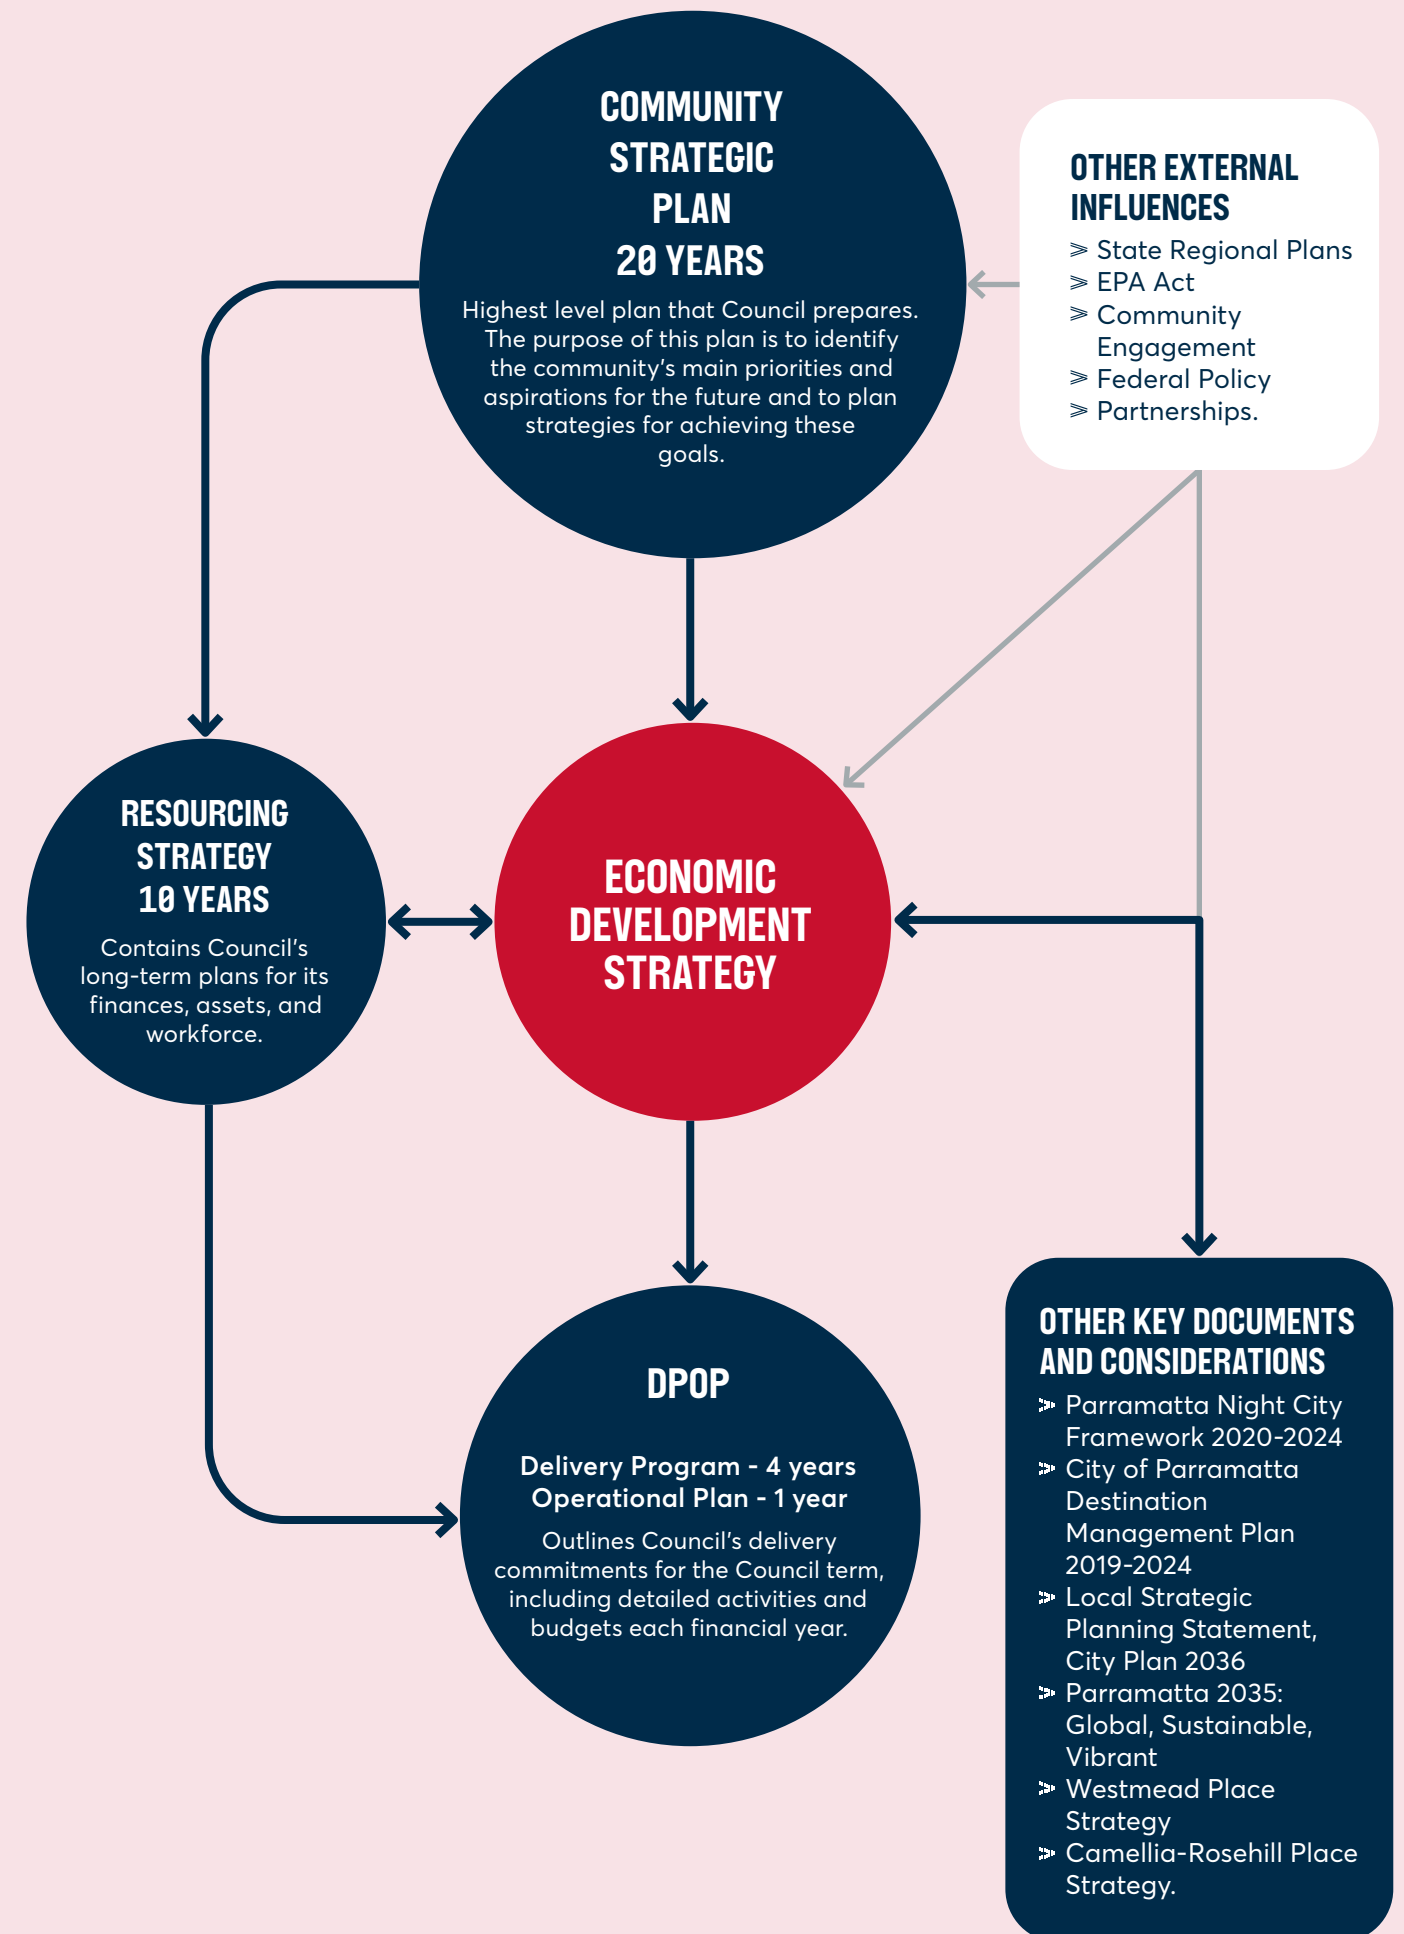 COMMUNITY
STRATEGIC
PLAN
20 YEARS
Highest level plan that Council prepares.
The purpose of this plan is to identify
the community's main priorities and
aspirations for the future and to plan
strategies for achieving these
goals.
OTHER EXTERNAL
INFLUENCES
State Regional Plans
EPA Act
Community
Engagement
Federal Policy
Partnerships.
RESOURCING
STRATEGY
10 YEARS
Contains Council's
long-term plans for its
finances, assets, and
workforce.
ECONOMIC
DEVELOPMENT
STRATEGY
DPOP
Delivery Program - 4 years
Operational Plan - 1 year
Outlines Council's delivery
commitments for the Council term,
including detailed activities and
budgets each financial year.
OTHER KEY DOCUMENTS
AND CONSIDERATIONS
Parramatta Night City
Framework 2020-2024
City of Parramatta
Destination
Management Plan
2019-2024
Local Strategic
Planning Statement,
City Plan 2036
Parramatta 2035:
Global, Sustainable,
Vibrant
Westmead Place
Strategy
Camellia-Rosehill Place
Strategy.